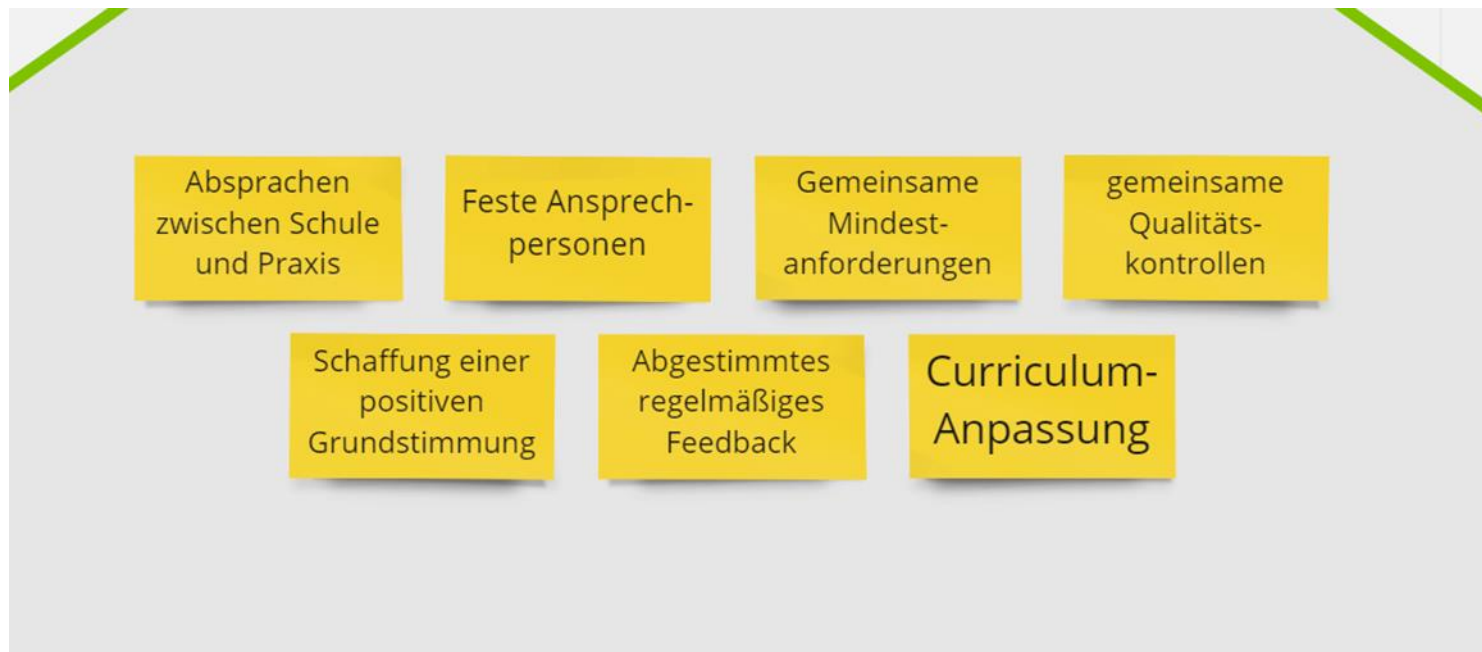 Absprachen
zwischen Schule
und Praxis
Feste Ansprech-
personen
Gemeinsame
Mindest-
anforderungen
gemeinsame
Qualitäts-
kontrollen
Schaffung einer
positiven
Grundstimmung
Abgestimmtes
regelmäßiges
Feedback
Curriculum-
Anpassung